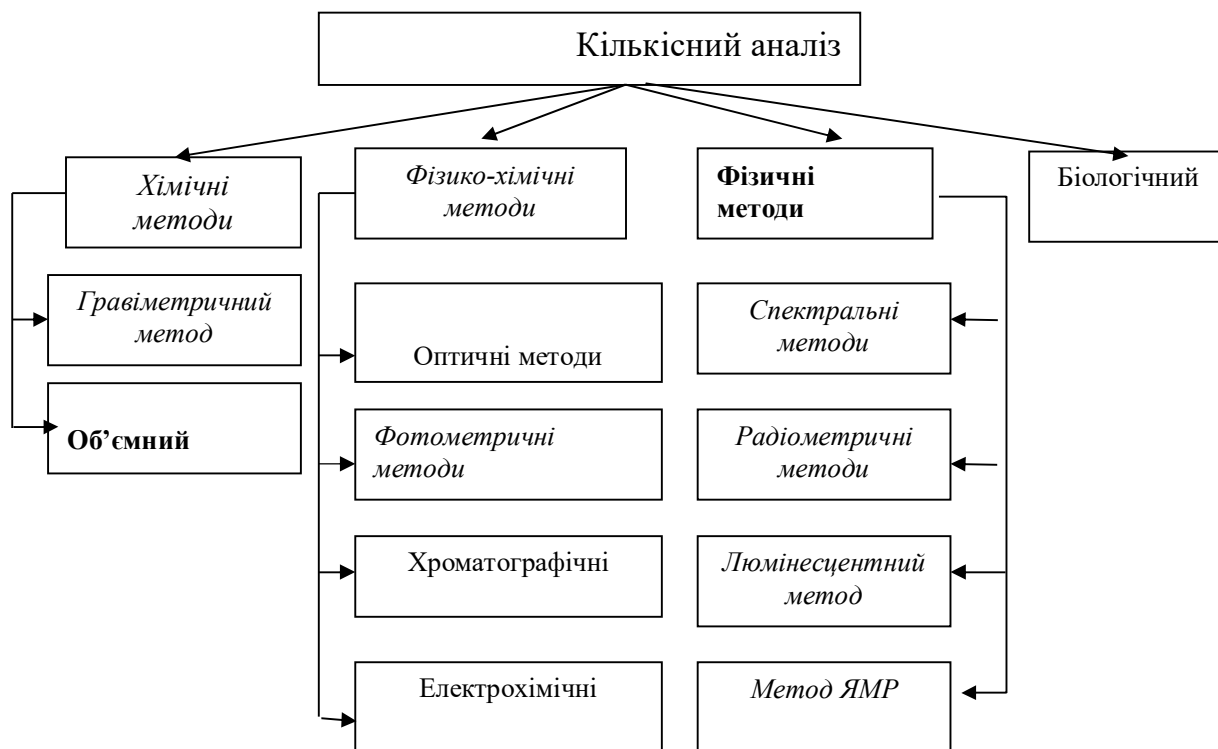 Кількісний аналіз
Хімічні
методи
Фізико-хімічні
методи
Фізичні
методи
Біологічний
Гравіметричний
метод
Об’ємний
Оптичні методи
Фотометричні
методи
Хроматографічні
Електрохімічні
Спектральні
методи
Радіометричні
методи
Люмінесцентний
метод
Метод ЯМР